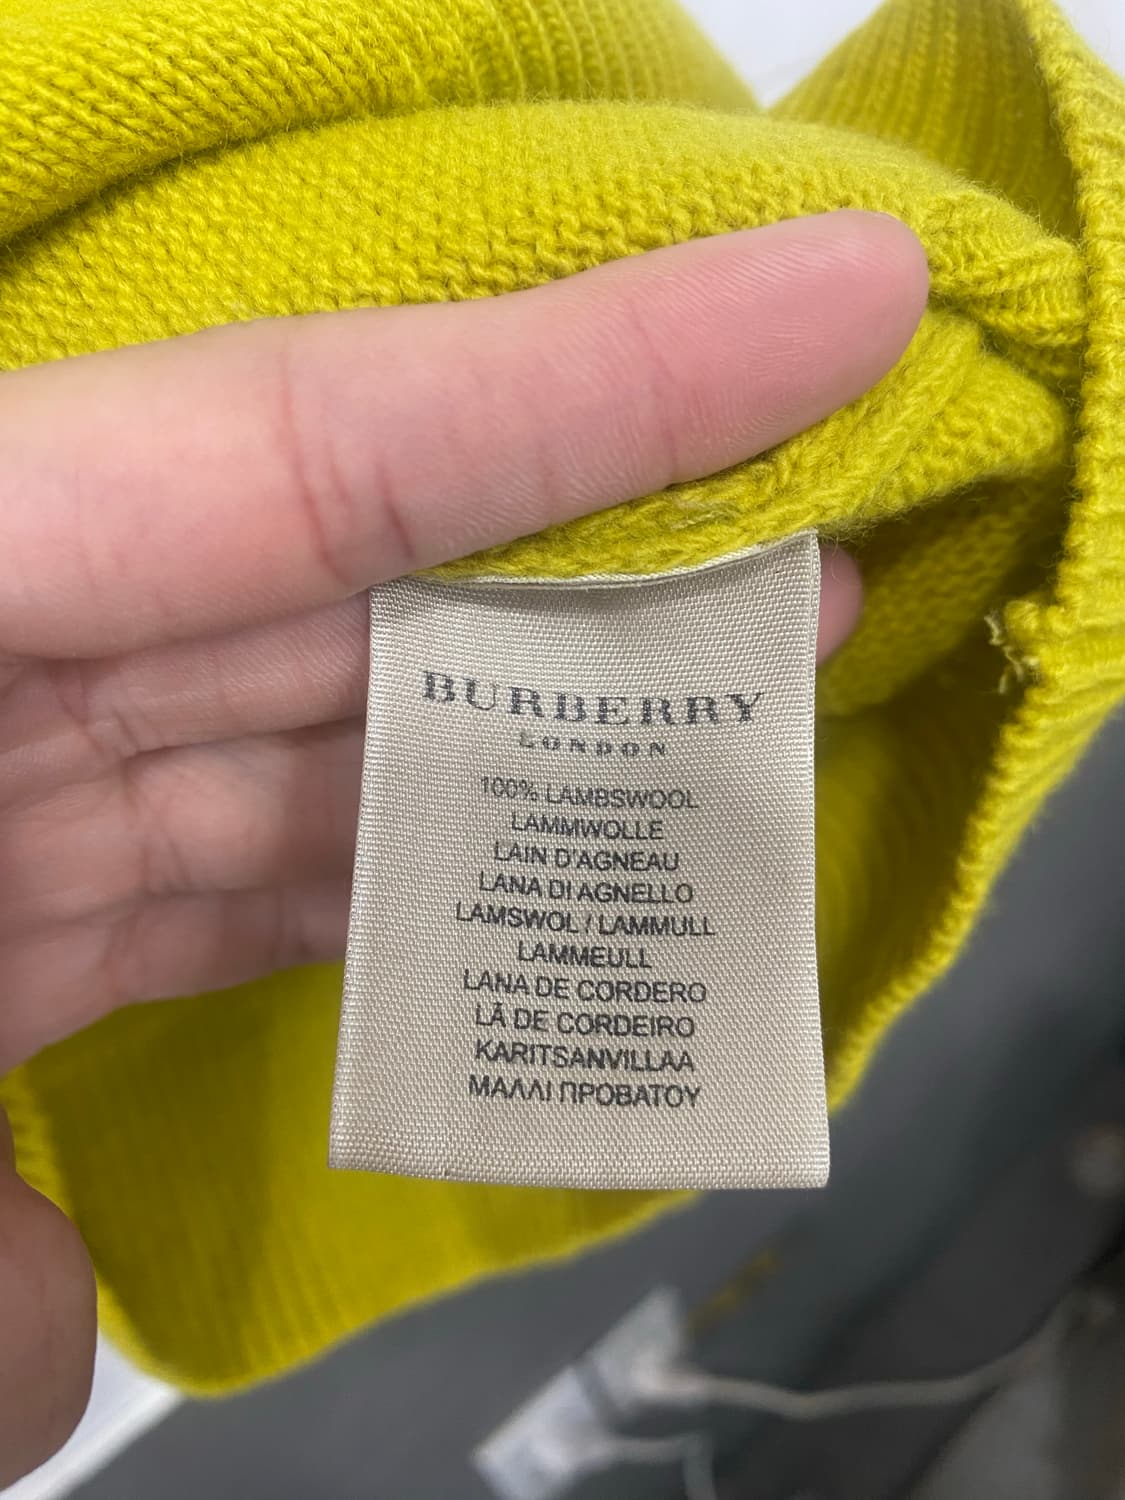 BURBERRY
LONDON
100% LAMBSWOOL
LAMMWOLLE
LAIN D'AGNEAU
LANA DI AGNELLO
LAMSWOL / LAMMULL
LAMMEULL
LANA DE CORDERO
LÃ DE CORDEIRO
KARITSANVILLAA
ΜΑΛΛΙ ΠΡΟΒΑΤΟΥ